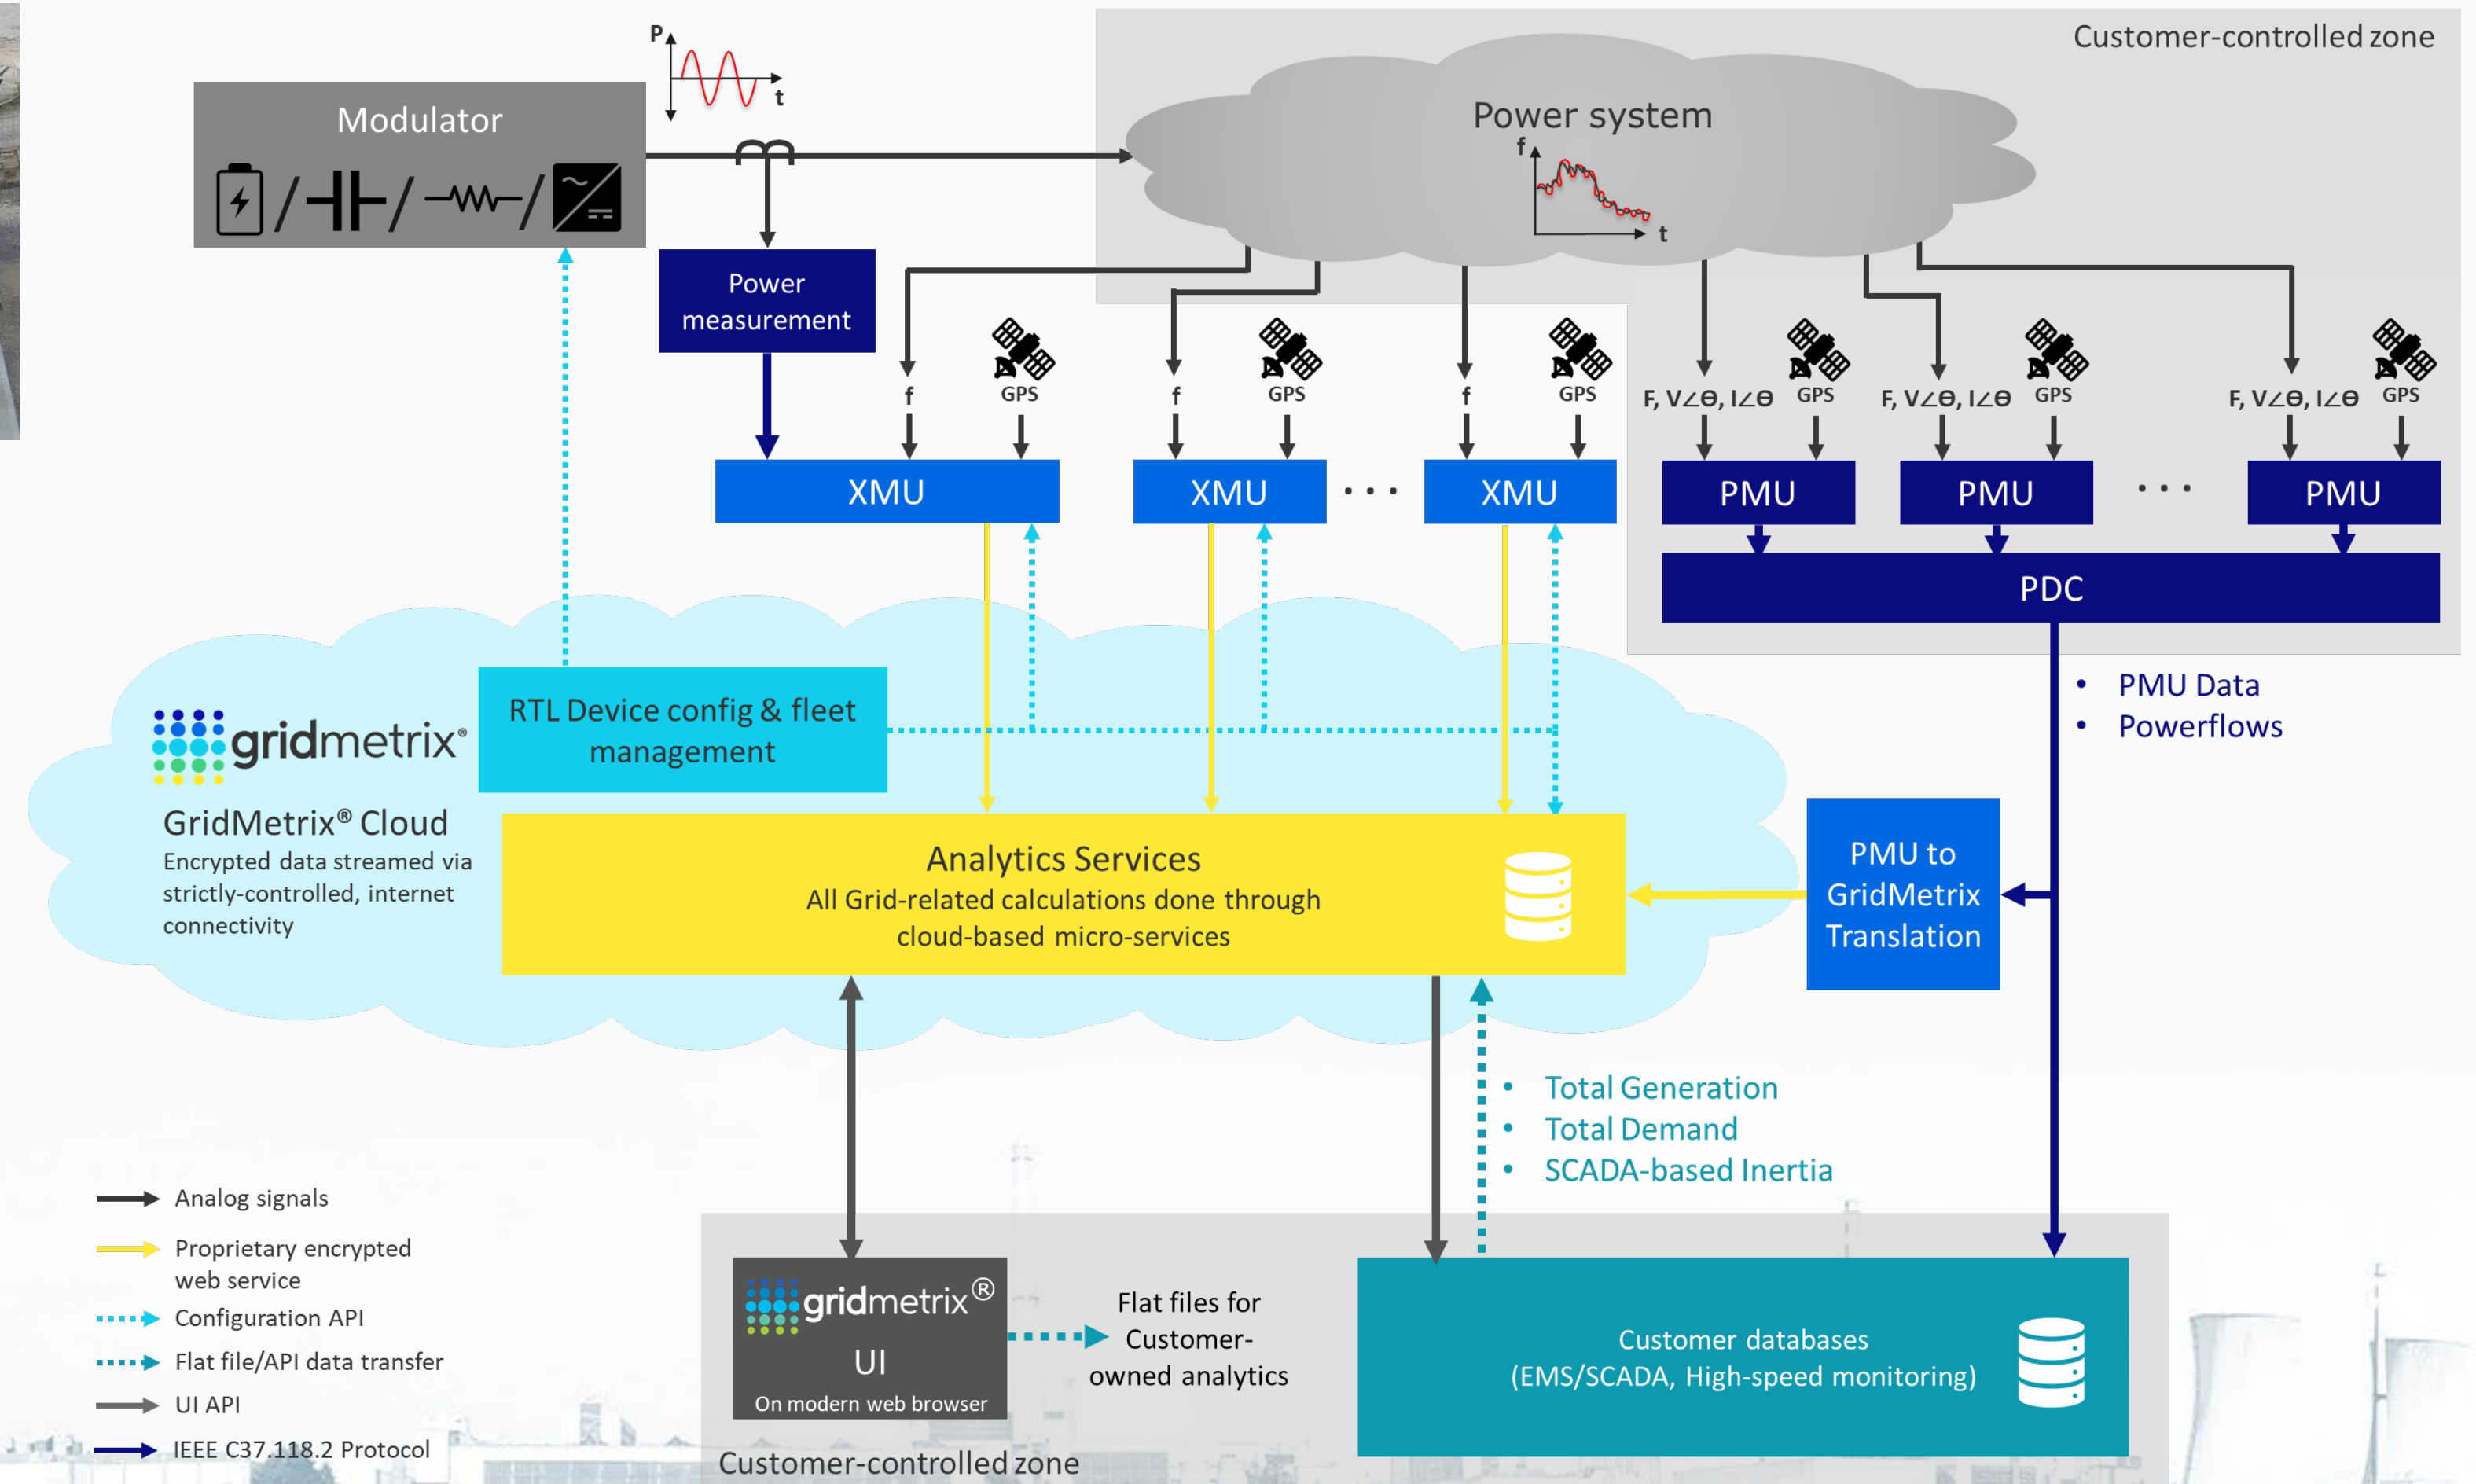 Customer-controlled zone
P
t
Modulator
Power system
f
t
Power
measurement
f
GPS
f
GPS
f
GPS
F, V∠Ɵ, I∠Ɵ
GPS
F, V∠Ɵ, I∠Ɵ
GPS
F, V∠Ɵ, I∠Ɵ
GPS
XMU
XMU
...
XMU
PMU
PMU
...
PMU
PDC
• PMU Data
• Powerflows
RTL Device config & fleet
management
gridmetrix®
GridMetrix® Cloud
Encrypted data streamed via
strictly-controlled, internet
connectivity
Analytics Services
All Grid-related calculations done through
cloud-based micro-services
PMU to
GridMetrix
Translation
• Total Generation
• Total Demand
• SCADA-based Inertia
Analog signals
Proprietary encrypted
web service
Configuration API
Flat file/API data transfer
UI API
IEEE C37.118.2 Protocol
gridmetrix®
UI
On modern web browser
Flat files for
Customer-
owned analytics
Customer databases
(EMS/SCADA, High-speed monitoring)
Customer-controlled zone